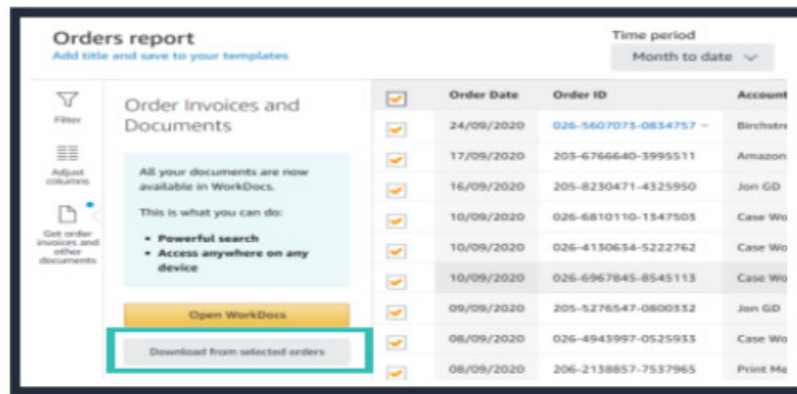 Orders report
Add title and save to your templates
Time period
Month to date
Filter
Adjust
columns
Get order
invoices and
other
documents
Order Invoices and
Documents
All your documents are now
available in WorkDocs.
This is what you can do:
• Powerful search
• Access anywhere on any
device
Open WorkDocs
Download from selected orders
Order Date Order ID Account
24/09/2020 026-5607073-0834757 Birchstre
17/09/2020 203-6766640-3995511 Amazon
16/09/2020 205-8230471-4325950 Jon GD
10/09/2020 026-6810110-1347503 Case Wo
10/09/2020 026-4130634-5222762 Case Wo
10/09/2020 026-6967845-8545113 Case Wo
09/09/2020 205-5276547-0800332 Jon GD
08/09/2020 026-4943997-0525933 Case Wo
08/09/2020 206-2138857-7537965 Print Me